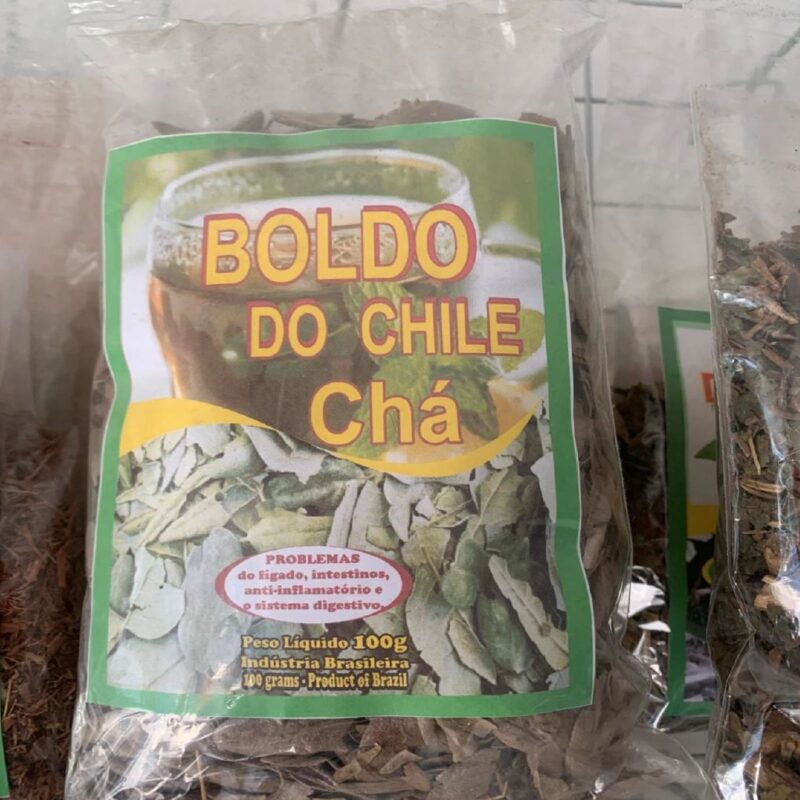 BOLDO
DO CHILE
Chá
PROBLEMAS
do fígado, intestinos,
anti-inflamatório e
o sistema digestivo.
Peso Líquido 100g
Indústria Brasileira
100 grams - Product of Brazil